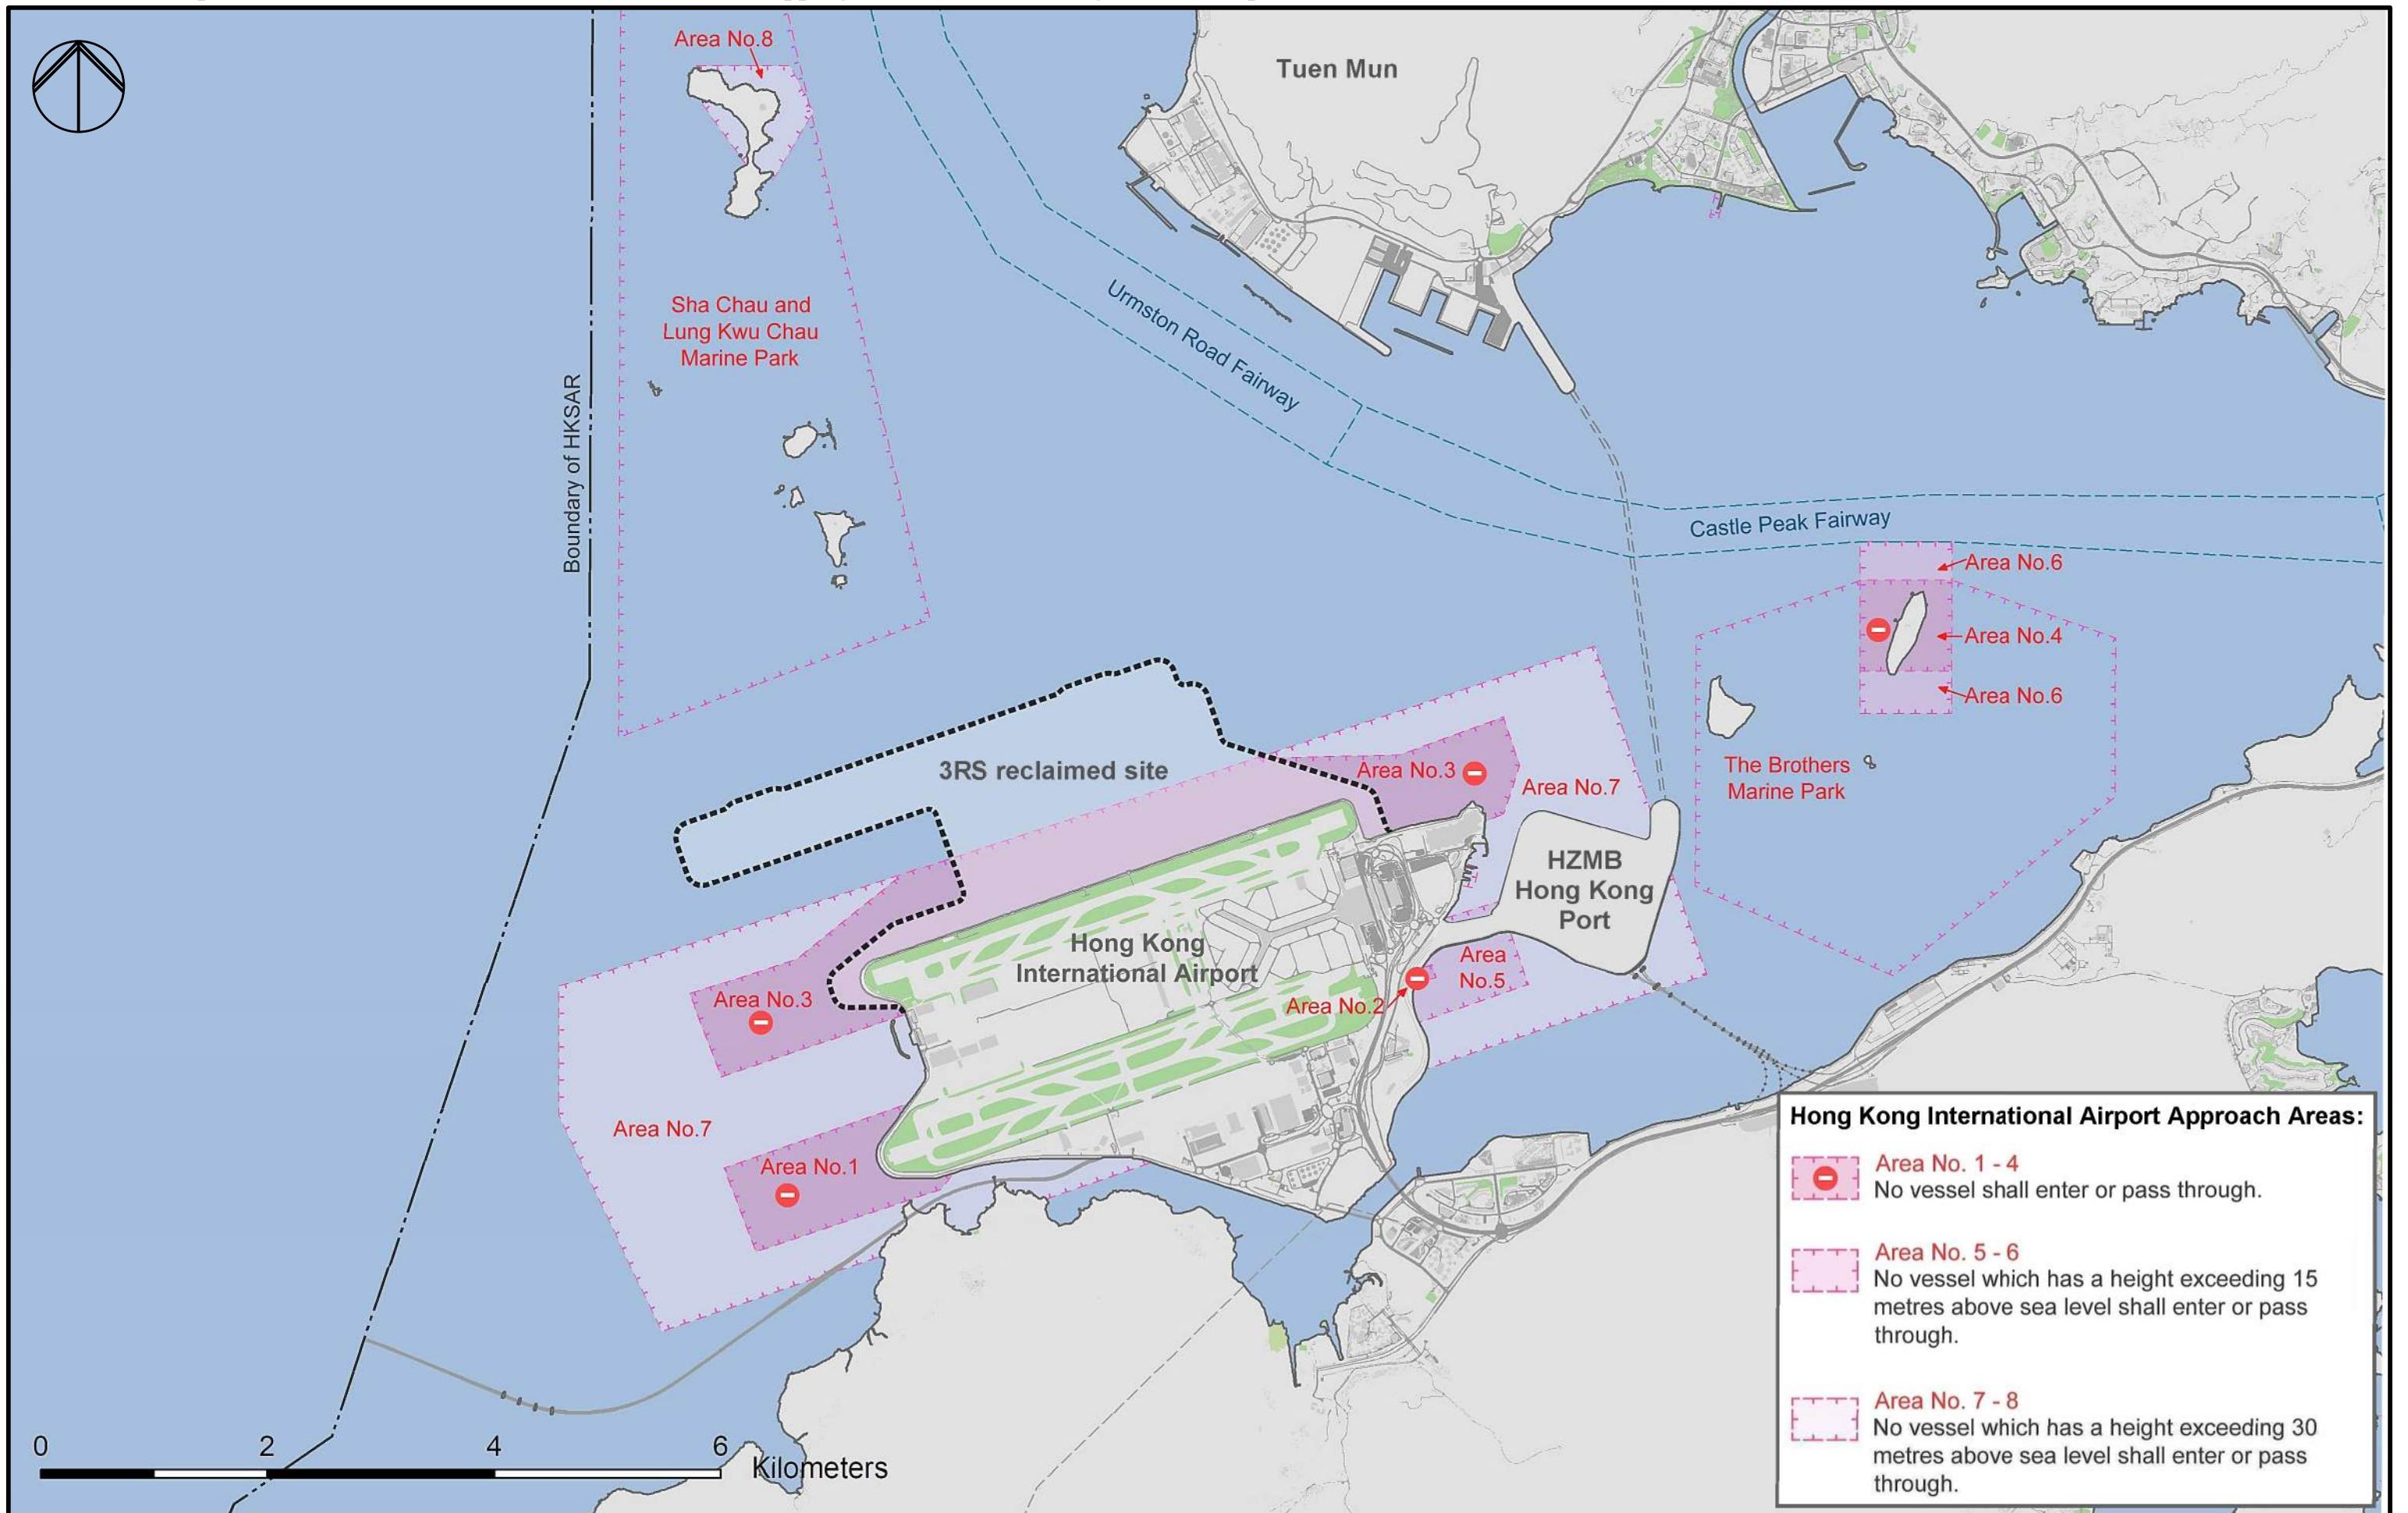 Area No.8
Tuen Mun
Sha Chau and
Lung Kwu Chau
Marine Park
Urmston Road Fairway
Boundary of HKSAR
Castle Peak Fairway
Area No.6
Area No.4
Area No.6
3RS reclaimed site
Area No.3
Area No.7
The Brothers
Marine Park
HZMB
Hong Kong
Port
Hong Kong
International Airport
Area
No.5
Area No.2
Area No.3
Area No.7
Area No.1
Hong Kong International Airport Approach Areas:
Area No. 1 - 4
No vessel shall enter or pass through.
Area No. 5 - 6
No vessel which has a height exceeding 15
metres above sea level shall enter or pass
through.
Area No. 7 - 8
No vessel which has a height exceeding 30
metres above sea level shall enter or pass
through.
0 2 4 6
Kilometers